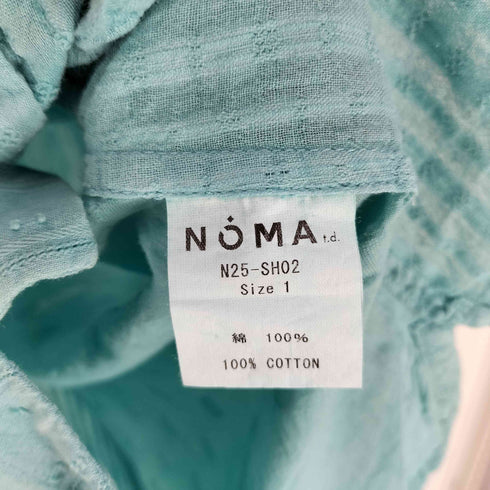 NOMA t.d.
N25-SH02
Size 1
綿 100%
100% COTTON